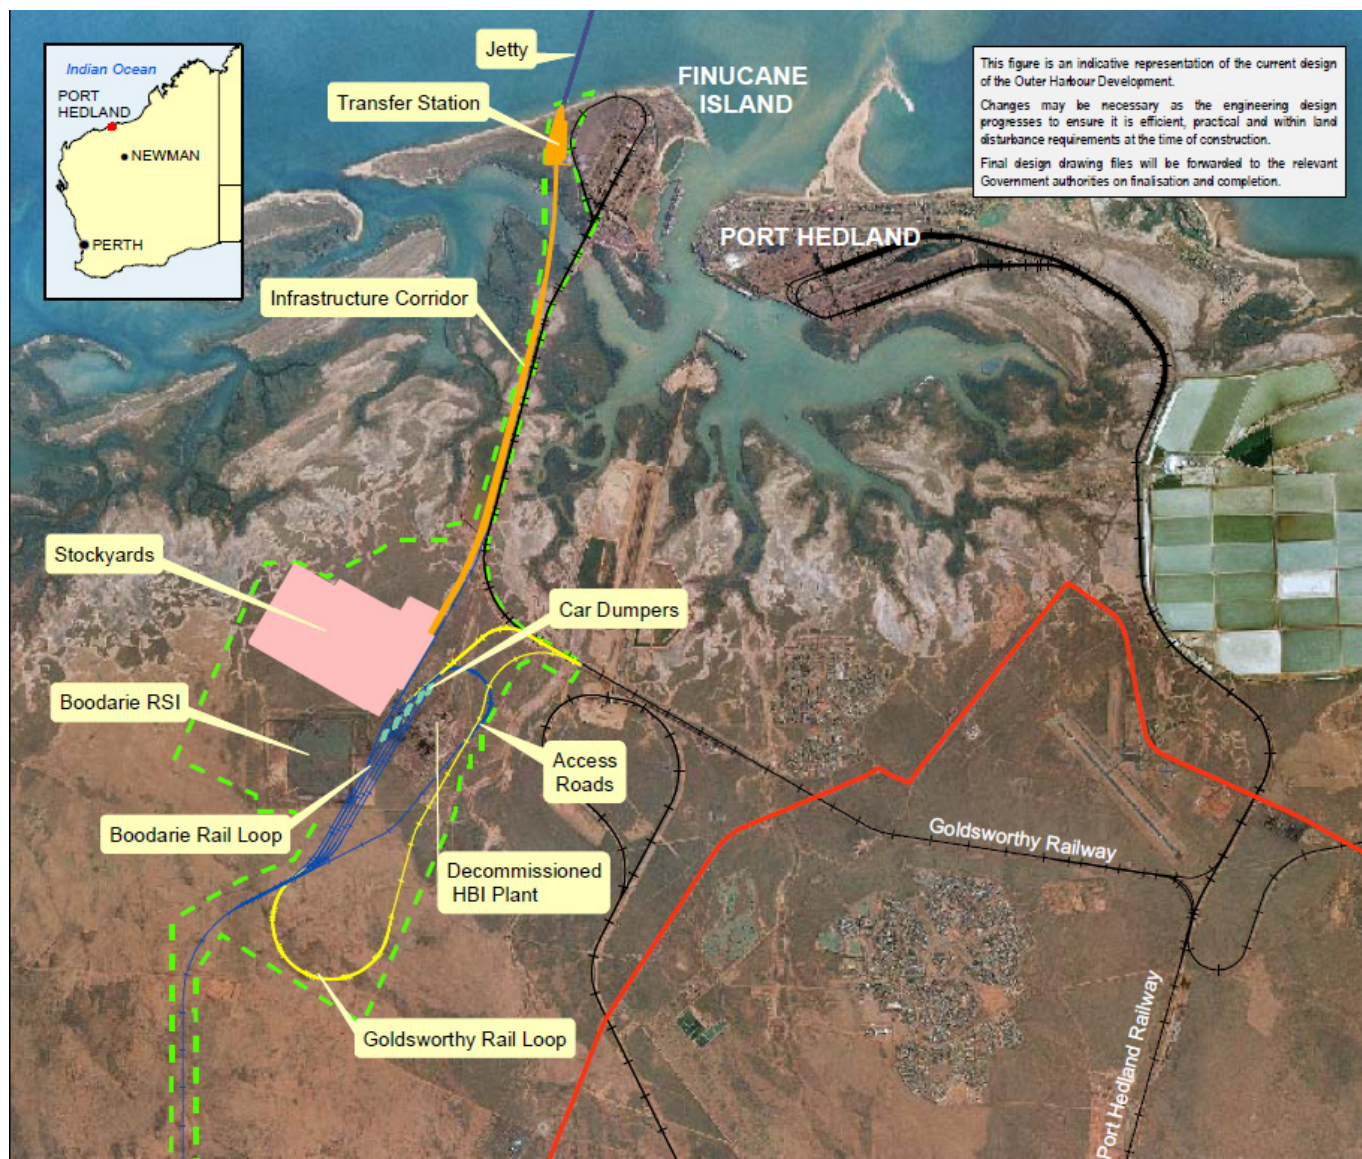 Indian Ocean
PORT
HEDLAND
NEWMAN
PERTH
Jetty
Transfer Station
FINUCANE
ISLAND
This figure is an indicative representation of the current design
of the Outer Harbour Development.
Changes may be necessary as the engineering design
progresses to ensure it is efficient, practical and within land
disturbance requirements at the time of construction.
Final design drawing files will be forwarded to the relevant
Government authorities on finalisation and completion.
PORT HEDLAND
Infrastructure Corridor
Stockyards
Car Dumpers
Boodarie RSI
Access
Roads
Boodarie Rail Loop
Goldsworthy Railway
Decommissioned
HBI Plant
Goldsworthy Rail Loop
Port Hedland Railway